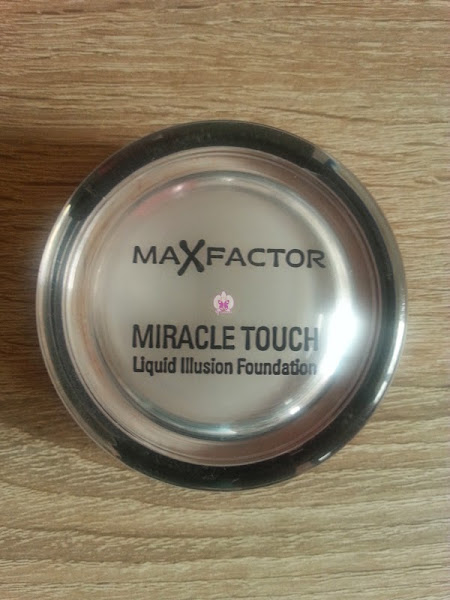 MAXFACTOR
MIRACLE TOUCH
Liquid Illusion Foundation